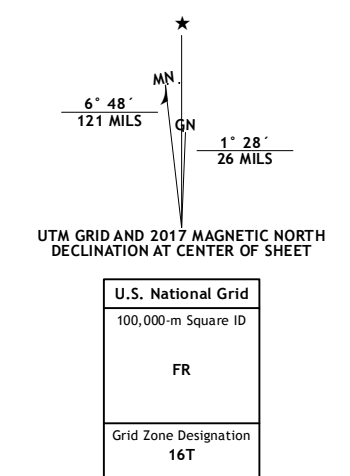 ★
MN
6° 48´
121 MILS
GN
1° 28´
26 MILS
UTM GRID AND 2017 MAGNETIC NORTH
DECLINATION AT CENTER OF SHEET
U.S. National Grid
100,000-m Square ID
FR
Grid Zone Designation
16T